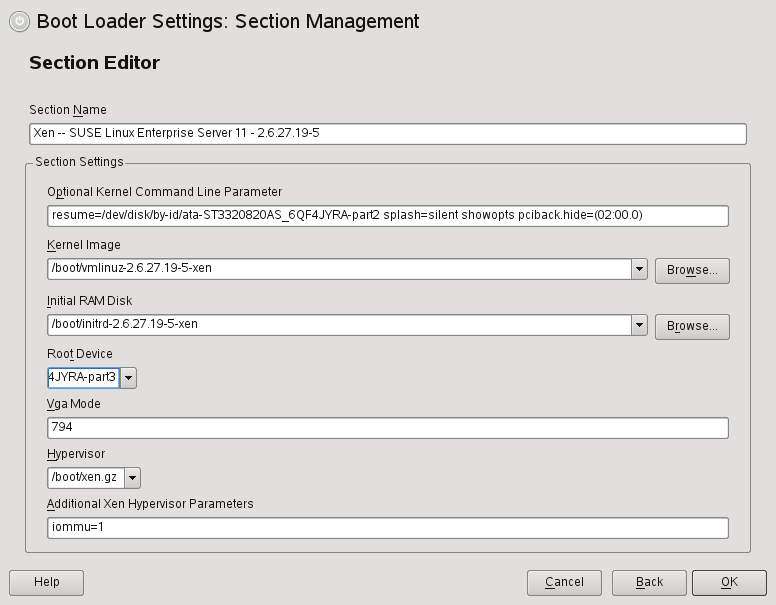 Boot Loader Settings: Section Management
Section Editor
Section Name
Xen -- SUSE Linux Enterprise Server 11 - 2.6.27.19-5
Section Settings
Optional Kernel Command Line Parameter
resume=/dev/disk/by-id/ata-ST3320820AS_6QF4JYRA-part2 splash=silent showopts pciback.hide=(02:00.0)
Kernel Image
/boot/vmlinuz-2.6.27.19-5-xen
Browse...
Initial RAM Disk
/boot/initrd-2.6.27.19-5-xen
Browse...
Root Device
4JYRA-part3
Vga Mode
794
Hypervisor
/boot/xen.gz
Additional Xen Hypervisor Parameters
iommu=1
Help
Cancel
Back
OK